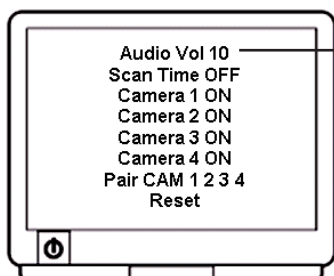 Audio Vol 10
Scan Time OFF
Camera 1 ON
Camera 2 ON
Camera 3 ON
Camera 4 ON
Pair CAM 1 2 3 4
Reset